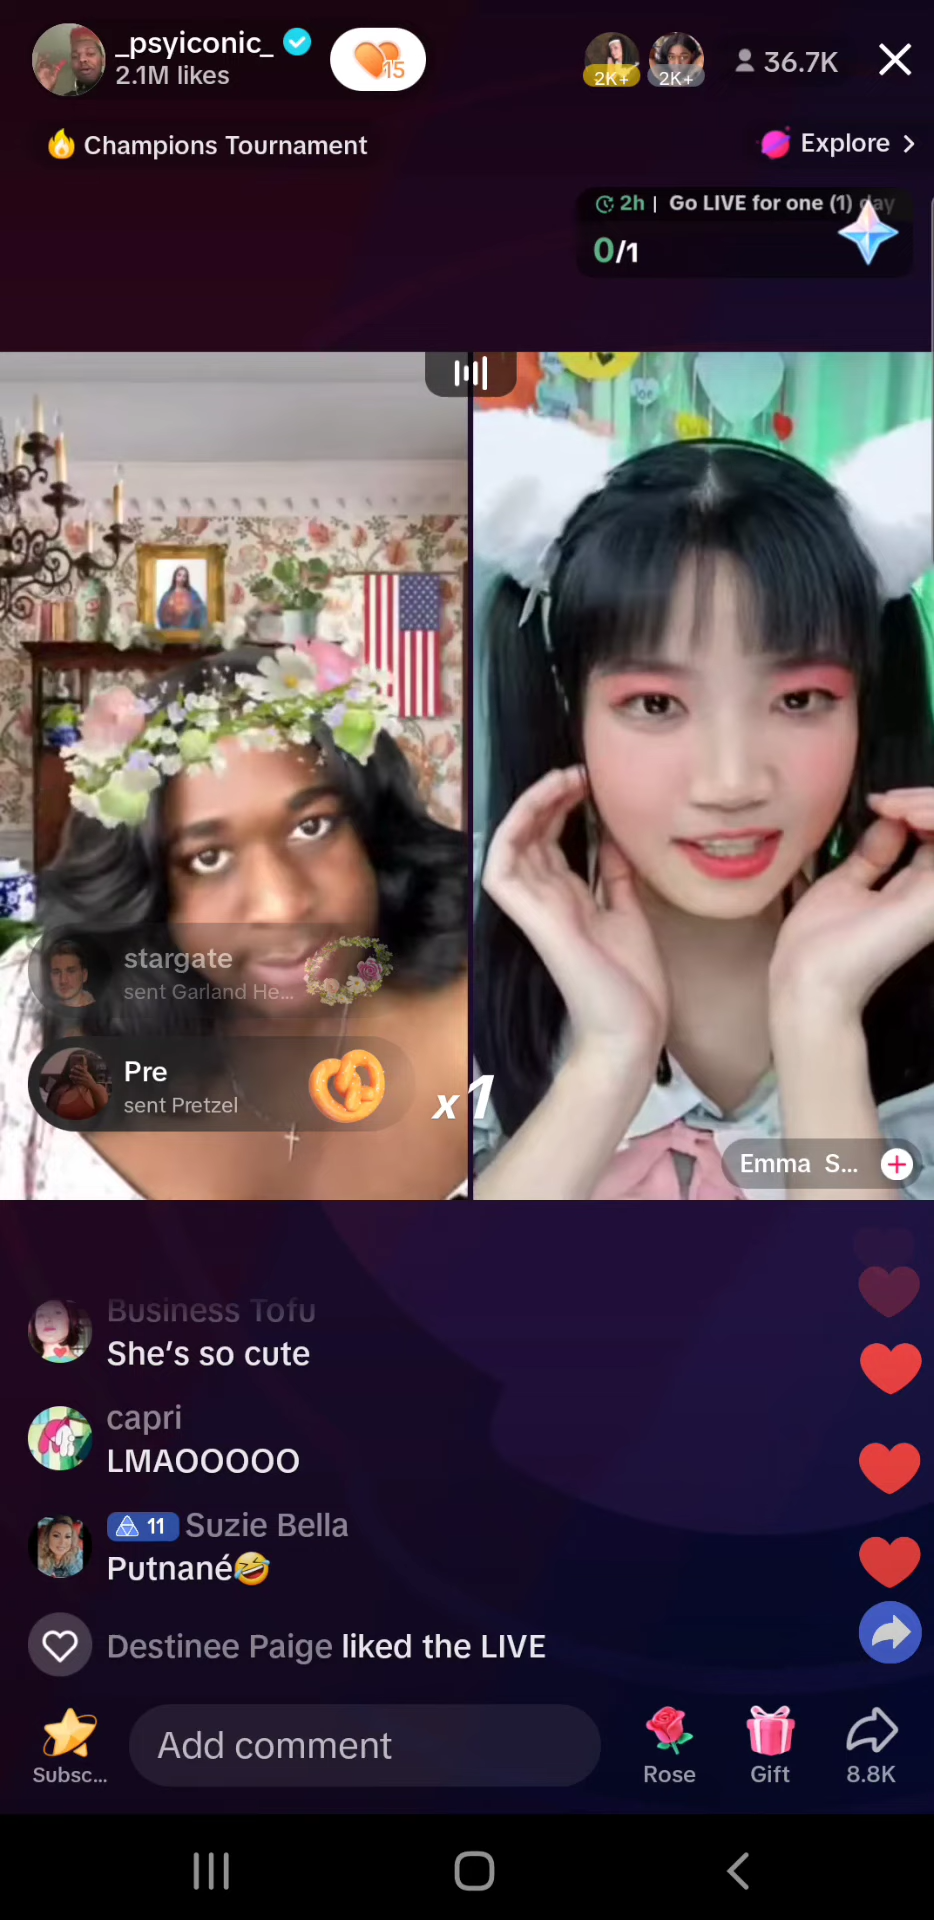 _psyiconic_
2.1M likes
15
2K+
2K+
36.7K
Champions Tournament
Explore >
2h | Go LIVE for one (1) day
0/1
Joe
stargate
sent Garland He...
Pre
sent Pretzel
x1
Emma S...
Business Tofu
She's so cute
capri
LMAOOOOO
11 Suzie Bella
Putnané🤣
Destinee Paige liked the LIVE
Subsc...
Add comment
Rose
Gift
8.8K